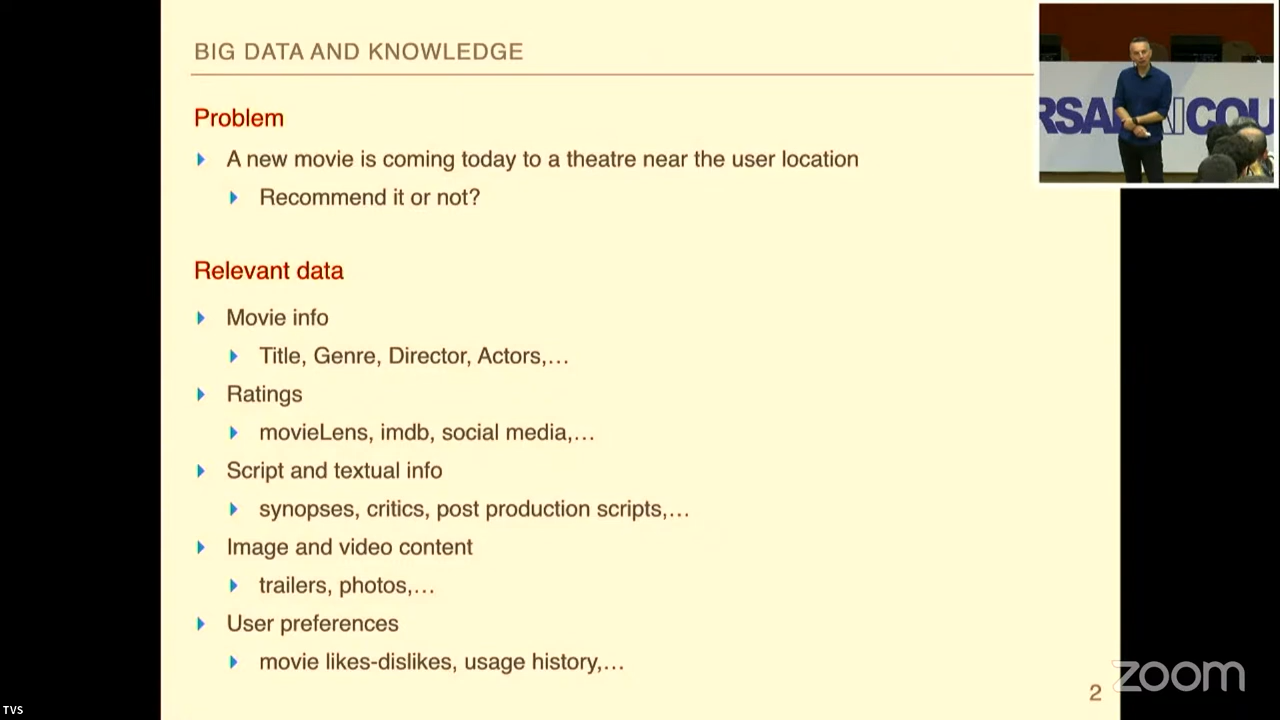 BIG DATA AND KNOWLEDGE
Problem
A new movie is coming today to a theatre near the user location
Recommend it or not?
Relevant data
Movie info
Title, Genre, Director, Actors,…
Ratings
movieLens, imdb, social media,…
Script and textual info
synopses, critics, post production scripts,…
Image and video content
trailers, photos,…
User preferences
movie likes-dislikes, usage history,…
2
zoom
TVS